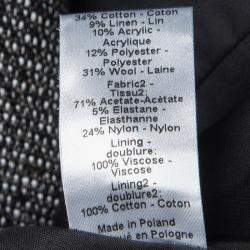 34% Cotton - Coton
9% Linen - Lin
10% Acrylic -
Acrylique
12% Polyester -
Polyester
31% Wool - Laine
Fabric2 -
Tissu2:
71% Acetate-Acétate
5% Elastane -
Elasthanne
24% Nylon - Nylon
Lining -
doublure:
100% Viscose -
Viscose
Lining2 -
doublure2:
100% Cotton - Coton
Made in Poland